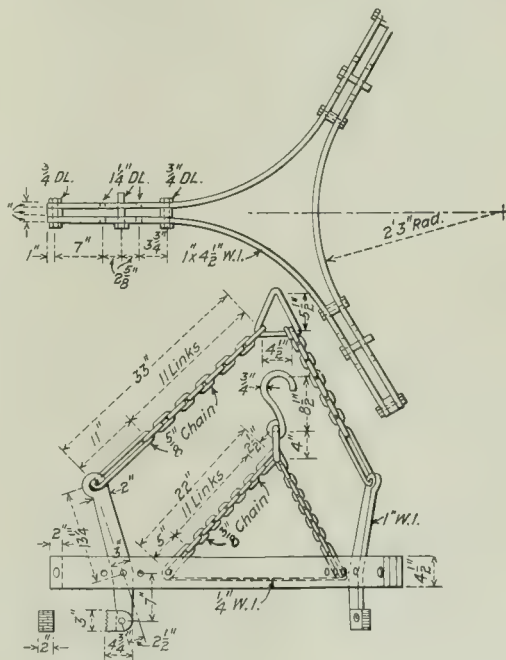 3/4" DL.
1 1/4" DL.
3/4" DL.
1"
7"
2 5/8"
3 3/4"
1"x4 1/2" W.I.
2'3" Rad.
33"
11 Links
11"
5/8" Chain
5 1/2"
4 1/2"
3/4"
8 1/2"
4"
2 1/2"
22"
11 Links
5"
3/8" Chain
2"
13 3/4"
1" W.I.
2"
3"
4 1/2"
1/4" W.I.
7"
3"
2"
4 3/4"
2 1/2"